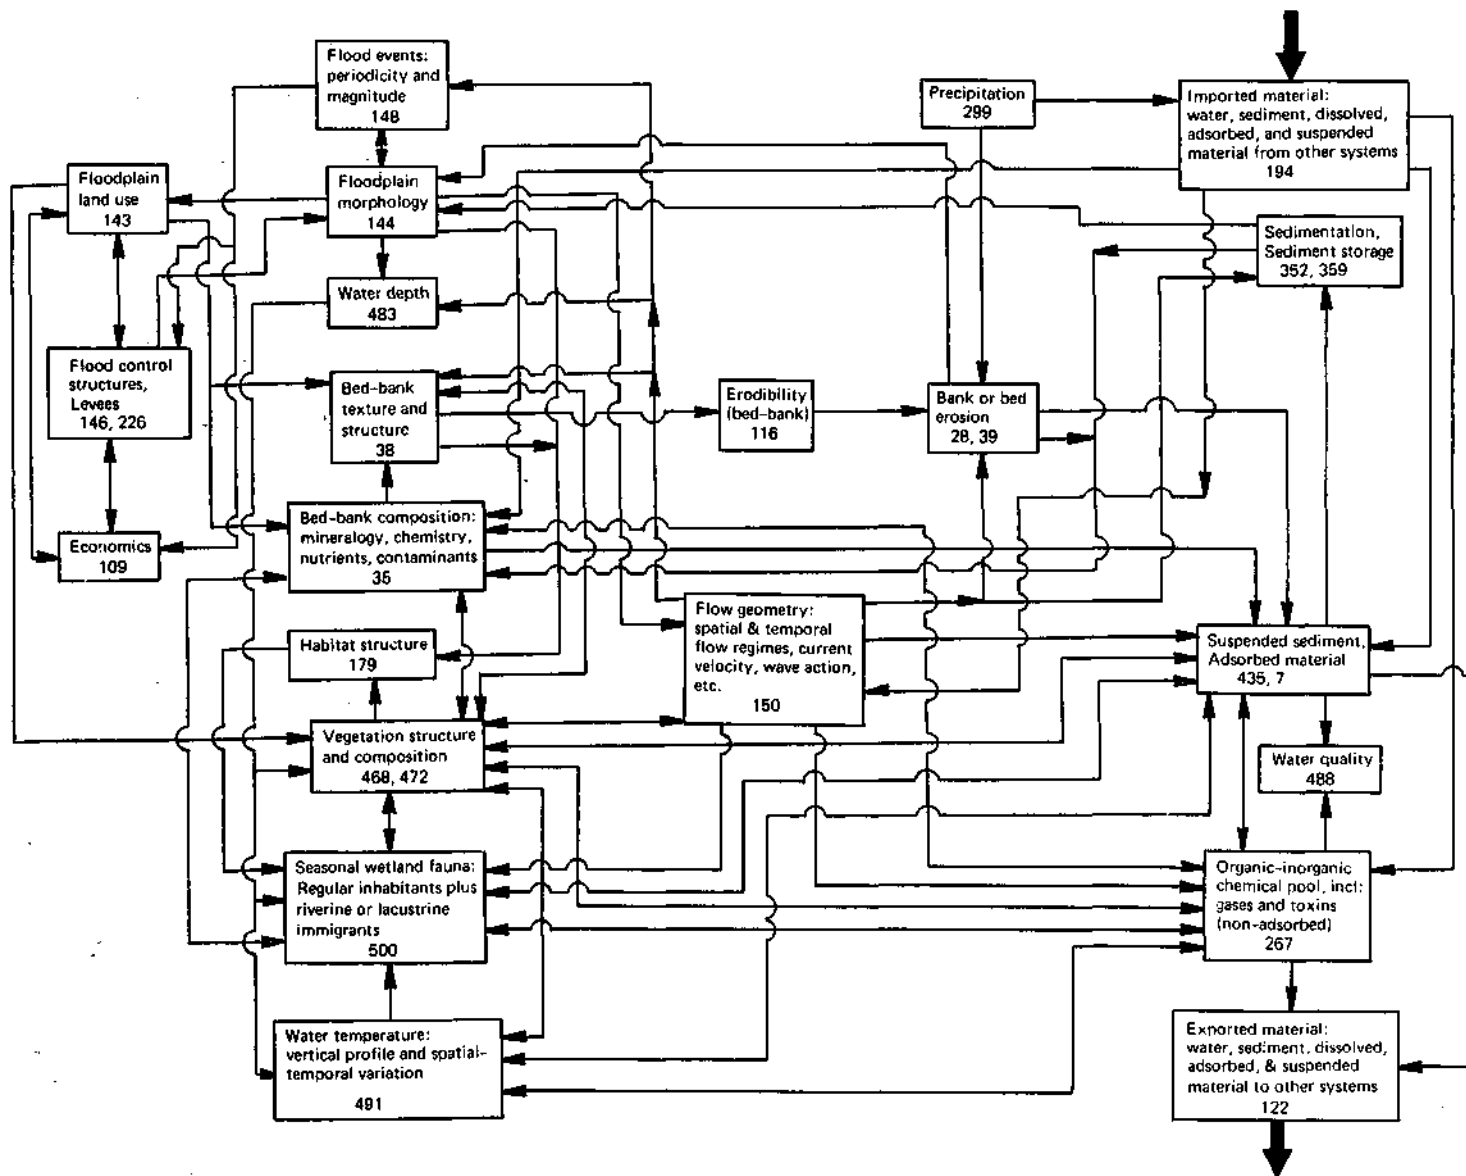 Flood events:
periodicity and
magnitude
148
Precipitation
299
Imported material:
water, sediment, dissolved,
adsorbed, and suspended
material from other systems
194
Floodplain
land use
143
Floodplain
morphology
144
Sedimentation,
Sediment storage
352, 359
Water depth
483
Flood control
structures,
Levees
146, 226
Bed-bank
texture and
structure
38
Erodibility
(bed-bank)
116
Bank or bed
erosion
28, 39
Economics
109
Bed-bank composition:
mineralogy, chemistry,
nutrients, contaminants
35
Habitat structure
179
Flow geometry:
spatial & temporal
flow regimes, current
velocity, wave action,
etc.
150
Suspended sediment,
Adsorbed material
435, 7
Vegetation structure
and composition
468, 472
Water quality
488
Seasonal wetland fauna:
Regular inhabitants plus
riverine or lacustrine
immigrants
500
Organic-inorganic
chemical pool, incl:
gases and toxins
(non-adsorbed)
267
Water temperature:
vertical profile and spatial-
temporal variation
491
Exported material:
water, sediment, dissolved,
adsorbed, & suspended
material to other systems
122